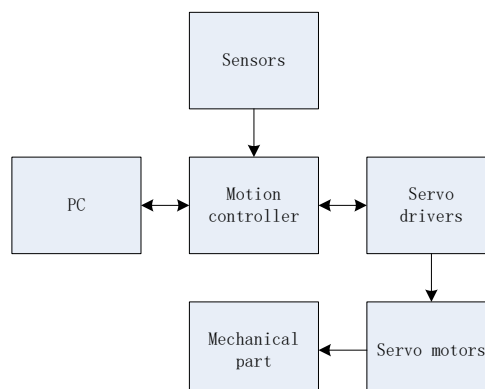 Sensors
PC
Motion
controller
Servo
drivers
Mechanical
part
Servo motors